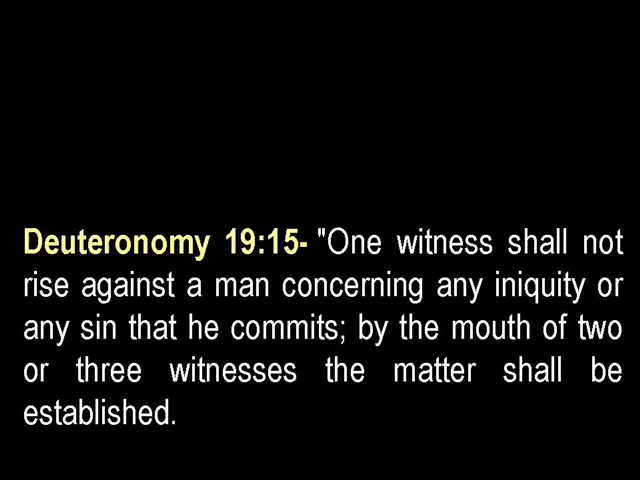 Deuteronomy 19:15- "One witness shall not
rise against a man concerning any iniquity or
any sin that he commits; by the mouth of two
or three witnesses the matter shall be
established.